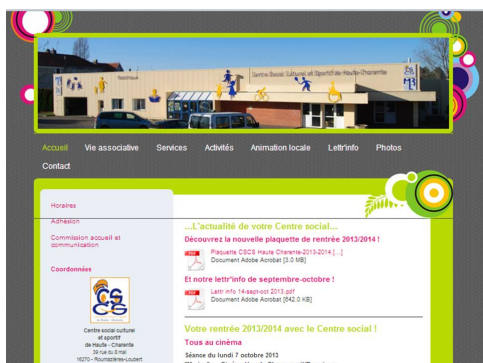 Centre Social Culturel et Sportif de Haute-Charente
Accueil Vie associative Services Activités Animation locale Lettr'info Photos
Contact
Horaires
Adhésion
Commission accueil et
communication
Coordonnées
CSCS
Centre social culturel
et sportif
de Haute - Charente
39 rue du 8 mai
16270 - Roumazières-Loubert
...L'actualité de votre Centre social...
Découvrez la nouvelle plaquette de rentrée 2013/2014 !
Plaquette CSCS Haute Charente-2013-2014 [...]
Document Adobe Acrobat [3.0 MB]
Et notre lettr'info de septembre-octobre !
Lettr info 14-sept-oct 2013.pdf
Document Adobe Acrobat [642.0 KB]
Votre Rentrée 2013/2014 avec le Centre social !
Tous au cinéma
Séance du lundi 7 octobre 2013